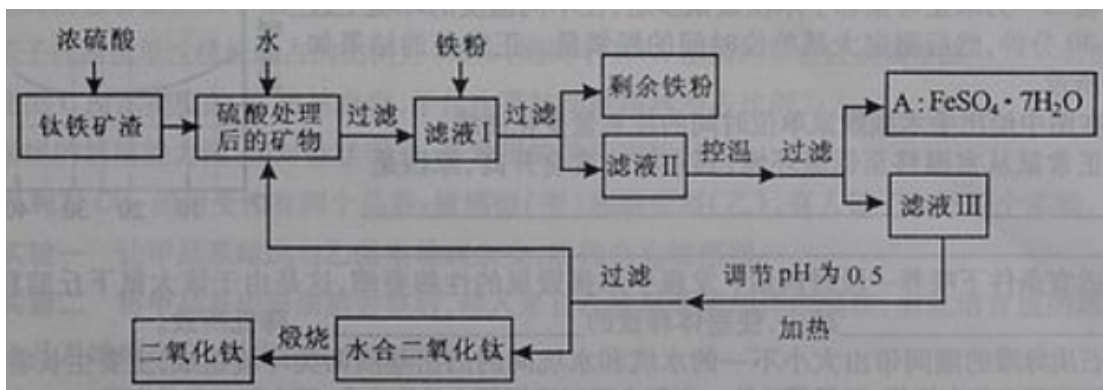 浓硫酸
水
铁粉
剩余铁粉
A:FeSO₄·7H₂O
钛铁矿渣
硫酸处理
后的矿物
过滤
滤液Ⅰ
过滤
滤液Ⅱ
控温
过滤
滤液Ⅲ
过滤
调节pH为0.5
加热
二氧化钛
煅烧
水合二氧化钛